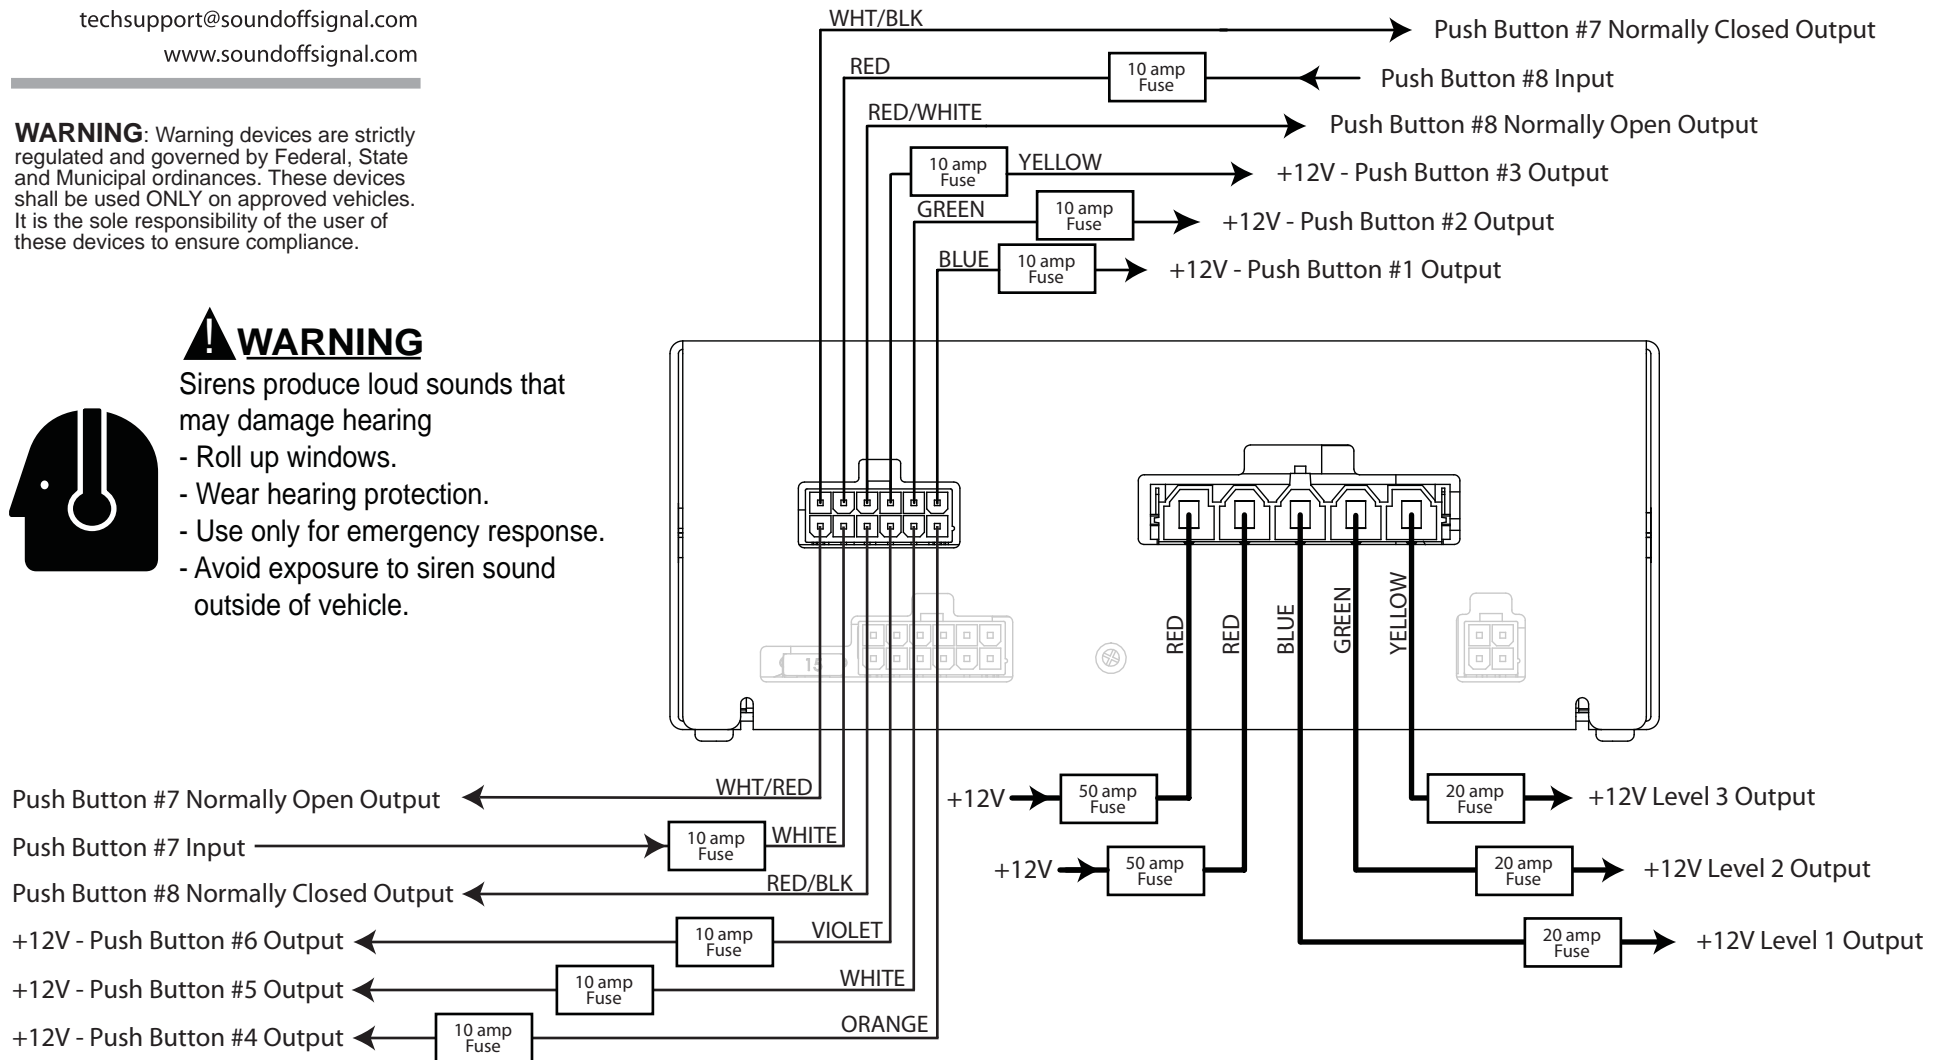 techsupport@soundoffsignal.com
www.soundoffsignal.com
WARNING: Warning devices are strictly
regulated and governed by Federal, State
and Municipal ordinances. These devices
shall be used ONLY on approved vehicles.
It is the sole responsibility of the user of
these devices to ensure compliance.
! WARNING
Sirens produce loud sounds that
may damage hearing
- Roll up windows.
- Wear hearing protection.
- Use only for emergency response.
- Avoid exposure to siren sound
outside of vehicle.
WHT/BLK
Push Button #7 Normally Closed Output
RED
10 amp
Fuse
Push Button #8 Input
RED/WHITE
Push Button #8 Normally Open Output
10 amp
Fuse
YELLOW
+12V - Push Button #3 Output
GREEN
10 amp
Fuse
+12V - Push Button #2 Output
BLUE
10 amp
Fuse
+12V - Push Button #1 Output
15
RED
RED
BLUE
GREEN
YELLOW
Push Button #7 Normally Open Output
WHT/RED
Push Button #7 Input
10 amp
Fuse
WHITE
Push Button #8 Normally Closed Output
RED/BLK
+12V - Push Button #6 Output
10 amp
Fuse
VIOLET
+12V - Push Button #5 Output
10 amp
Fuse
WHITE
+12V - Push Button #4 Output
10 amp
Fuse
ORANGE
+12V
50 amp
Fuse
20 amp
Fuse
+12V Level 3 Output
+12V
50 amp
Fuse
20 amp
Fuse
+12V Level 2 Output
20 amp
Fuse
+12V Level 1 Output